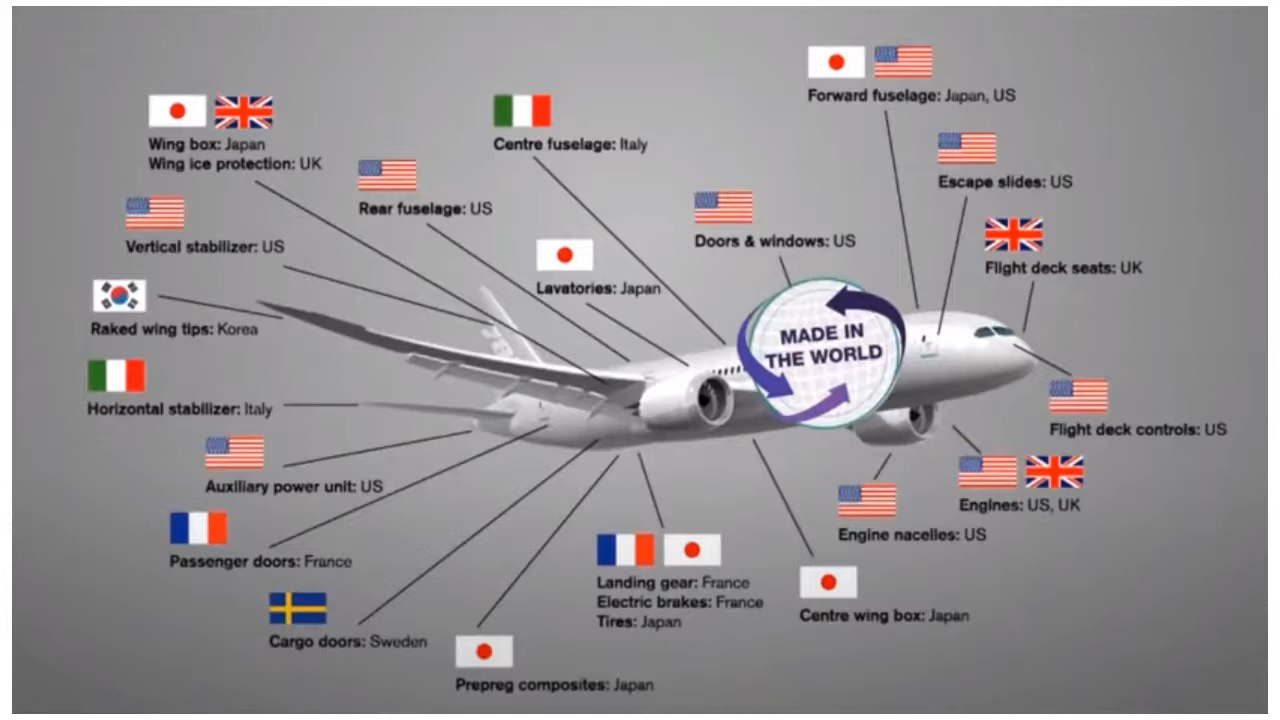 Forward fuselage: Japan, US
Wing box: Japan
Wing ice protection: UK
Centre fuselage: Italy
Escape slides: US
Rear fuselage: US
Vertical stabilizer: US
Doors & windows: US
Flight deck seats: UK
Lavatories: Japan
Raked wing tips: Korea
MADE IN
THE WORLD
Horizontal stabilizer: Italy
Flight deck controls: US
Auxiliary power unit: US
Engines: US, UK
Engine nacelles: US
Passenger doors: France
Landing gear: France
Electric brakes: France
Tires: Japan
Centre wing box: Japan
Cargo doors: Sweden
Prepreg composites: Japan